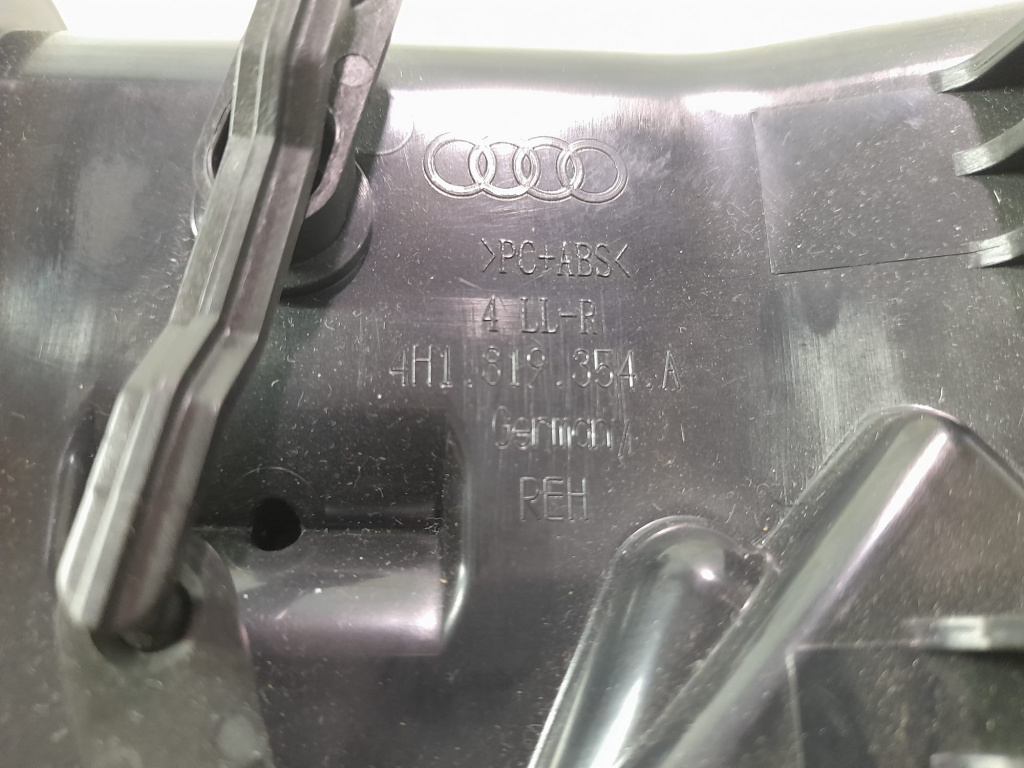 >PC+ABS<
4 LL-R
4H1.819.354.A
Germany
REH